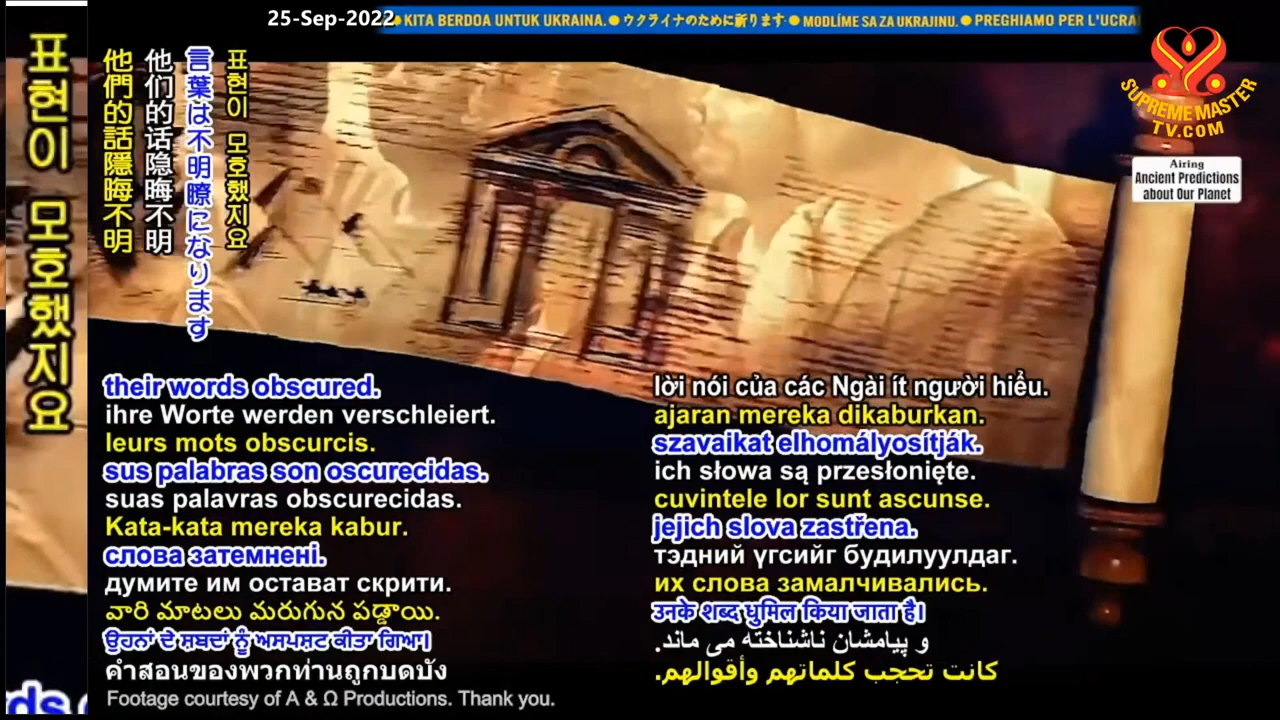 25-Sep-2022
KITA BERDOA UNTUK UKRAINA. ● ウクライナのために祈ります ● MODLÍME SA ZA UKRAJINU. ● PREGHIAMO PER L'UCRA
SUPREME MASTER
TV.COM
Airing
Ancient Predictions
about Our Planet
표현이 모호했지요
他們的話隱晦不明
他们的话隐晦不明
言葉は不明瞭になります
표현이 모호했지요
their words obscured.
ihre Worte werden verschleiert.
leurs mots obscurcis.
sus palabras son oscurecidas.
suas palavras obscurecidas.
Kata-kata mereka kabur.
слова затемнені.
думите им остават скрити.
వారి మాటలు మరుగున పడ్డాయి.
ਉਹਨਾਂ ਦੇ ਸ਼ਬਦਾਂ ਨੂੰ ਅਸਪਸ਼ਟ ਕੀਤਾ ਗਿਆ।
คำสอนของพวกท่านถูกบดบัง
lời nói của các Ngài ít người hiểu.
ajaran mereka dikaburkan.
szavaikat elhomályosítják.
ich słowa są przesłonięte.
cuvintele lor sunt ascunse.
jejich slova zastřena.
тэдний үгсийг будилуулдаг.
их слова замалчивались.
उनके शब्द धुमिल किया जाता है।
و پیامشان ناشناخته می ماند.
كانت تحجب كلماتهم وأقوالهم.
Footage courtesy of A & Ω Productions. Thank you.